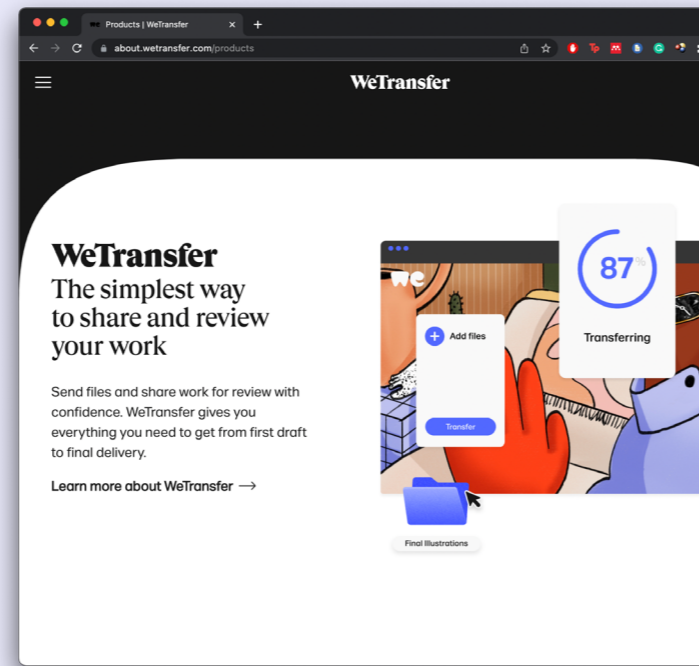 we Products | WeTransfer
about.wetransfer.com/products
WeTransfer
WeTransfer
The simplest way
to share and review
your work
Send files and share work for review with
confidence. WeTransfer gives you
everything you need to get from first draft
to final delivery.
Learn more about WeTransfer
we
Add files
Transfer
87%
Transferring
Final Illustrations